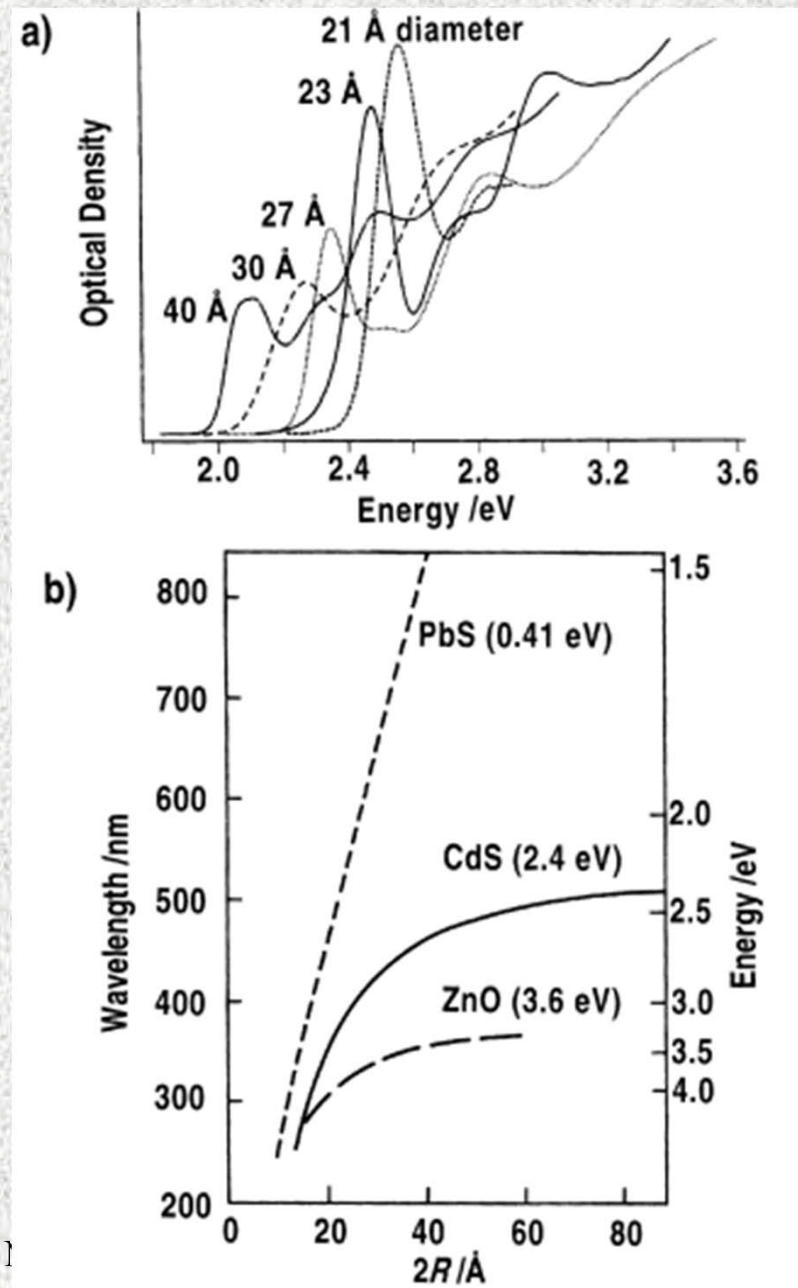 a)
21 Å diameter
23 Å
27 Å
30 Å
40 Å
Optical Density
2.0 2.4 2.8 3.2 3.6
Energy /eV
b)
800
700
600
500
400
300
200
Wavelength /nm
PbS (0.41 eV)
CdS (2.4 eV)
ZnO (3.6 eV)
1.5
2.0
2.5
3.0
3.5
4.0
Energy /eV
0 20 40 60 80
2R /Å